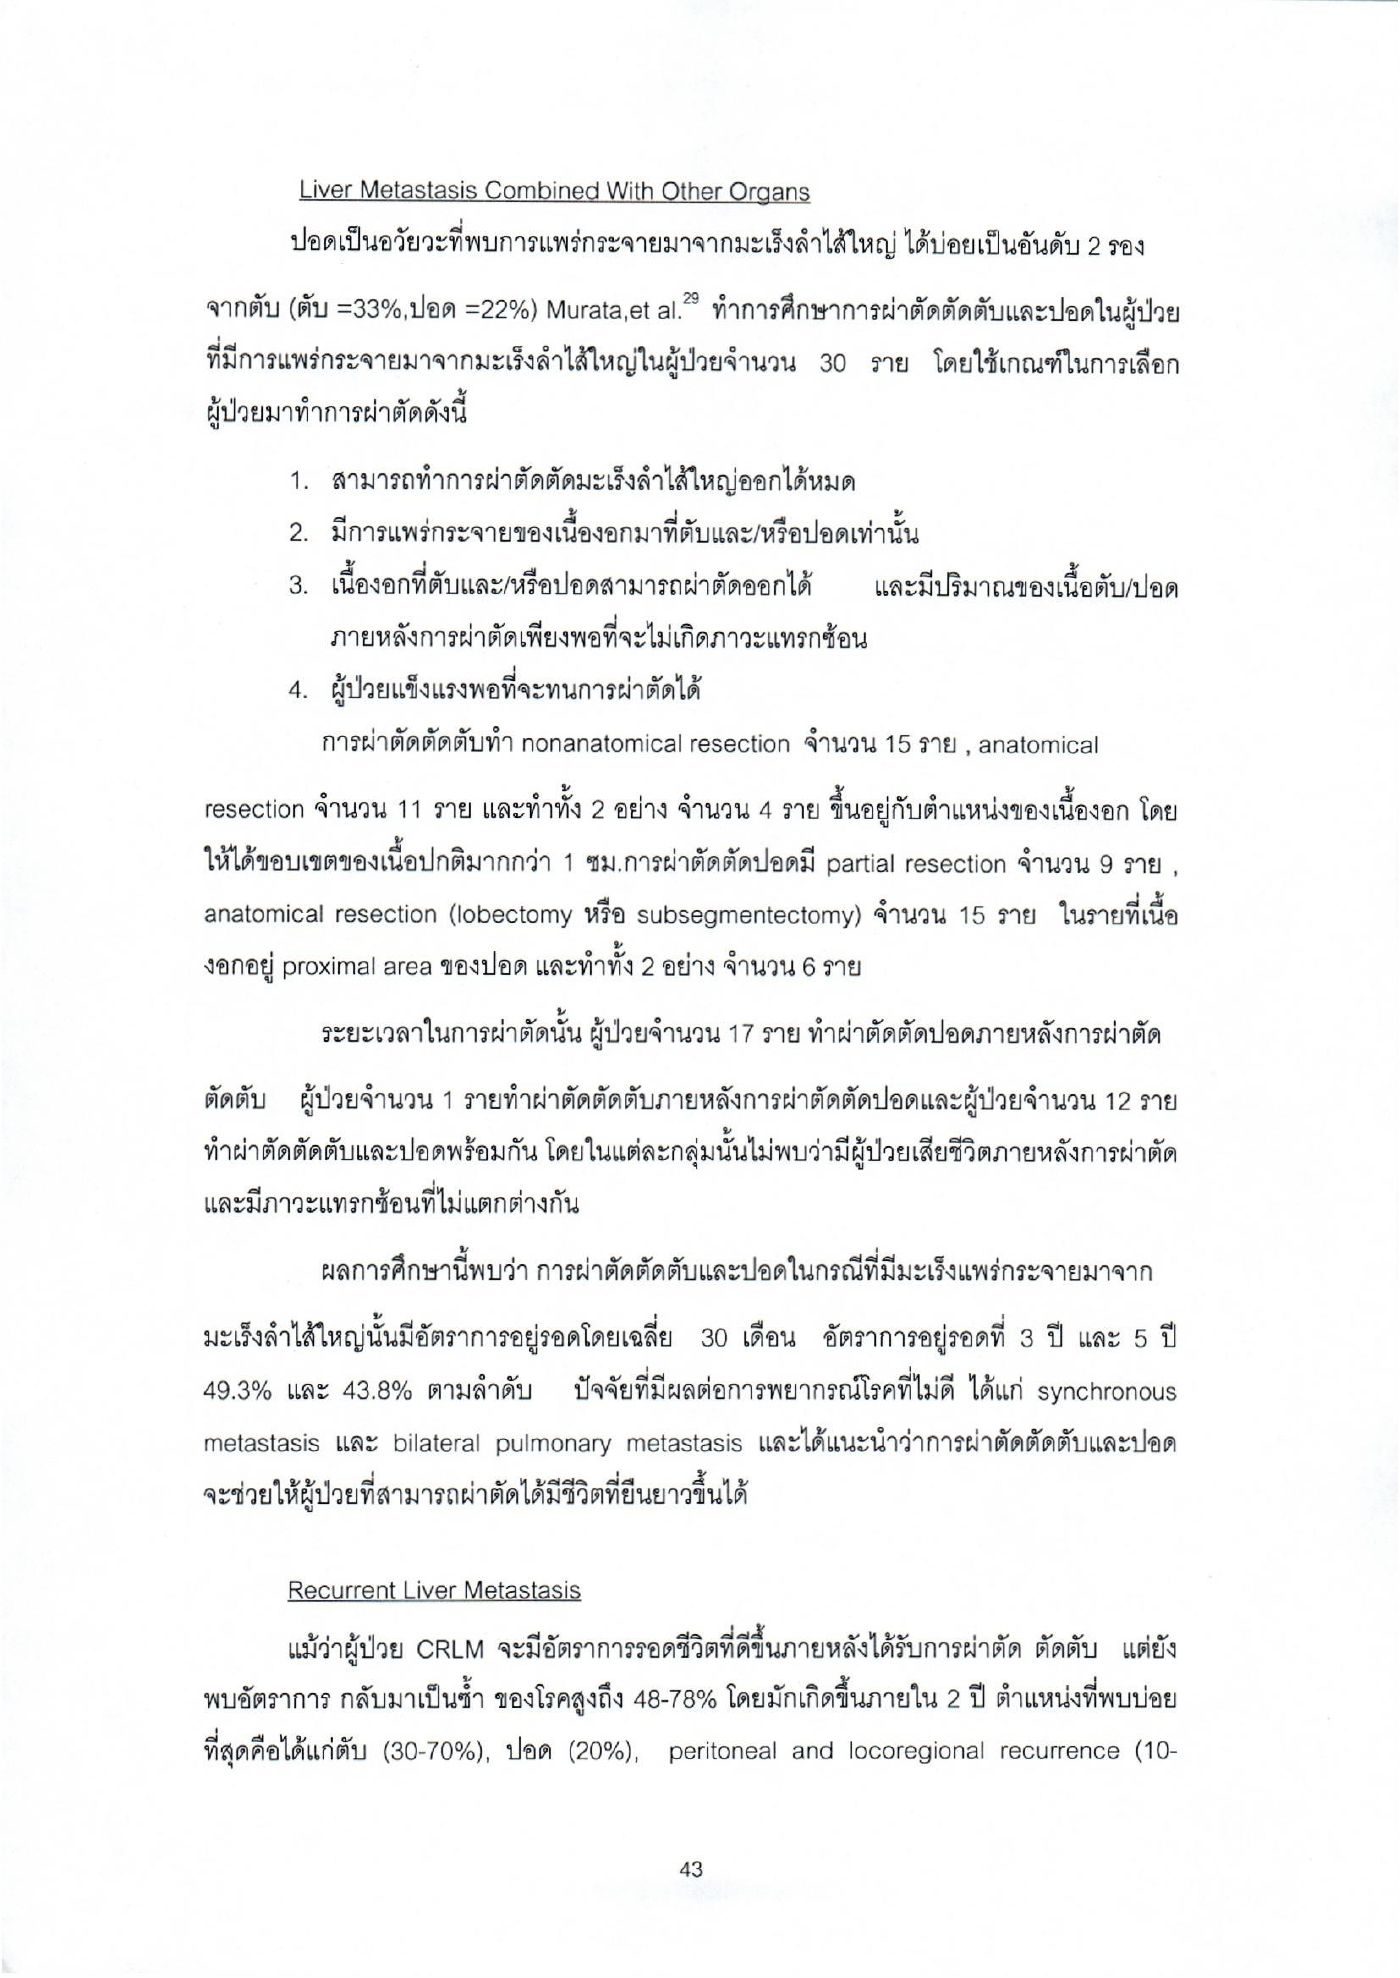 Liver Metastasis Combined With Other Organs
ปอดเป็นอวัยวะที่พบการแพร่กระจายมาจากมะเร็งลำไส้ใหญ่ ได้บ่อยเป็นอันดับ 2 รอง
จากตับ (ตับ =33%,ปอด =22%) Murata,et al.29 ทำการศึกษาการผ่าตัดตัดตับและปอดในผู้ป่วย
ที่มีการแพร่กระจายมาจากมะเร็งลำไส้ใหญ่ในผู้ป่วยจำนวน 30 ราย โดยใช้เกณฑ์ในการเลือก
ผู้ป่วยมาทำการผ่าตัดดังนี้
1. สามารถทำการผ่าตัดตัดมะเร็งลำไส้ใหญ่ออกได้หมด
2. มีการแพร่กระจายของเนื้องอกมาที่ตับและ/หรือปอดเท่านั้น
3. เนื้องอกที่ตับและ/หรือปอดสามารถผ่าตัดออกได้ และมีปริมาณของเนื้อตับ/ปอด
ภายหลังการผ่าตัดเพียงพอที่จะไม่เกิดภาวะแทรกซ้อน
4. ผู้ป่วยแข็งแรงพอที่จะทนการผ่าตัดได้
การผ่าตัดตัดตับทำ nonanatomical resection จำนวน 15 ราย , anatomical
resection จำนวน 11 ราย และทำทั้ง 2 อย่าง จำนวน 4 ราย ขึ้นอยู่กับตำแหน่งของเนื้องอก โดย
ให้ได้ขอบเขตของเนื้อปกติมากกว่า 1 ซม.การผ่าตัดตัดปอดมี partial resection จำนวน 9 ราย ,
anatomical resection (lobectomy หรือ subsegmentectomy) จำนวน 15 ราย ในรายที่เนื้อ
งอกอยู่ proximal area ของปอด และทำทั้ง 2 อย่าง จำนวน 6 ราย
ระยะเวลาในการผ่าตัดนั้น ผู้ป่วยจำนวน 17 ราย ทำผ่าตัดตัดปอดภายหลังการผ่าตัด
ตัดตับ ผู้ป่วยจำนวน 1 รายทำผ่าตัดตัดตับภายหลังการผ่าตัดตัดปอดและผู้ป่วยจำนวน 12 ราย
ทำผ่าตัดตัดตับและปอดพร้อมกัน โดยในแต่ละกลุ่มนั้นไม่พบว่ามีผู้ป่วยเสียชีวิตภายหลังการผ่าตัด
และมีภาวะแทรกซ้อนที่ไม่แตกต่างกัน
ผลการศึกษานี้พบว่า การผ่าตัดตัดตับและปอดในกรณีที่มีมะเร็งแพร่กระจายมาจาก
มะเร็งลำไส้ใหญ่นั้นมีอัตราการอยู่รอดโดยเฉลี่ย 30 เดือน อัตราการอยู่รอดที่ 3 ปี และ 5 ปี
49.3% และ 43.8% ตามลำดับ ปัจจัยที่มีผลต่อการพยากรณ์โรคที่ไม่ดี ได้แก่ synchronous
metastasis และ bilateral pulmonary metastasis และได้แนะนำว่าการผ่าตัดตัดตับและปอด
จะช่วยให้ผู้ป่วยที่สามารถผ่าตัดได้มีชีวิตที่ยืนยาวขึ้นได้
Recurrent Liver Metastasis
แม้ว่าผู้ป่วย CRLM จะมีอัตราการรอดชีวิตที่ดีขึ้นภายหลังได้รับการผ่าตัด ตัดตับ แต่ยัง
พบอัตราการ กลับมาเป็นซ้ำ ของโรคสูงถึง 48-78% โดยมักเกิดขึ้นภายใน 2 ปี ตำแหน่งที่พบบ่อย
ที่สุดคือได้แก่ตับ (30-70%), ปอด (20%), peritoneal and locoregional recurrence (10-
43